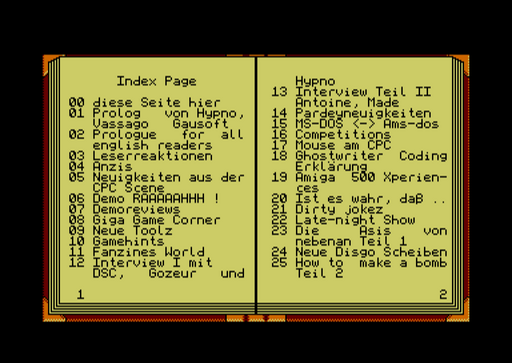 Index Page
00 diese Seite hier
01 Prolog von Hypno,
Vassago Gausoft
02 Prologue for all
english readers
03 Leserreaktionen
04 Anzis
05 Neuigkeiten aus der
CPC Scene
06 Demo RAAAAAHHH !
07 Demoreviews
08 Giga Game Corner
09 Neue Toolz
10 Gamehints
11 Fanzines World
12 Interview I mit
DSC, Gozeur und
1
Hypno
13 Interview Teil II
Antoine, Made
14 Pardeyneuigkeiten
15 MS-DOS <-> Ams-dos
16 Competitions
17 Mouse am CPC
18 Ghostwriter Coding
Erklärung
19 Amiga 500 Xperien-
ces
20 Ist es wahr, daß ..
21 Dirty jokez
22 Late-night Show
23 Die Asis von
nebenan Teil 1
24 Neue Disgo Scheiben
25 How to make a bomb
Teil 2
2